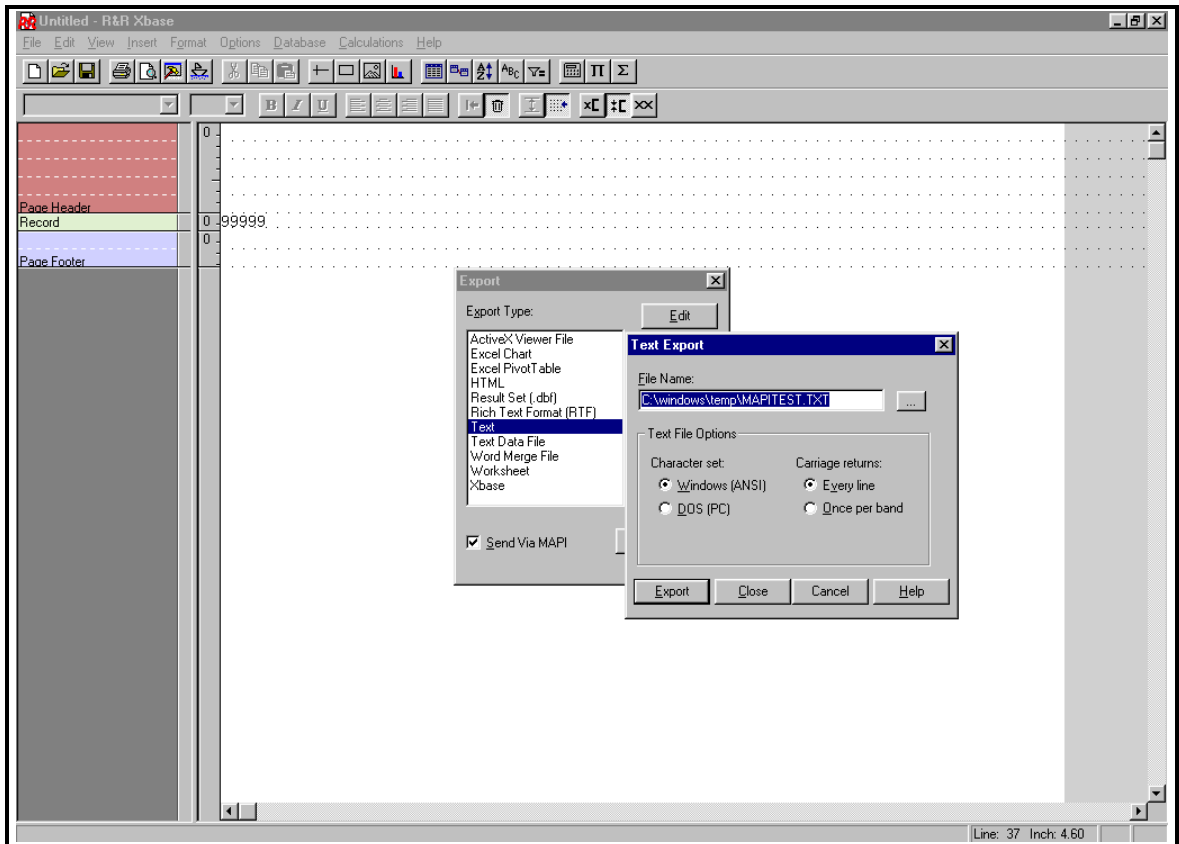 Untitled - R&R Xbase
File Edit View Insert Format Options Database Calculations Help
B I U
π Σ
0
Page Header
Record 0 99999
0
Page Footer
Export
Export Type:
Edit
ActiveX Viewer File
Excel Chart
Excel PivotTable
HTML
Result Set (.dbf)
Rich Text Format (RTF)
Text
Text Data File
Word Merge File
Worksheet
Xbase
Send Via MAPI
Text Export
File Name:
C:\windows\temp\MAPITEST.TXT
...
Text File Options
Character set: Carriage returns:
Windows (ANSI) Every line
DOS (PC) Once per band
Export Close Cancel Help
Line: 37 Inch: 4.60